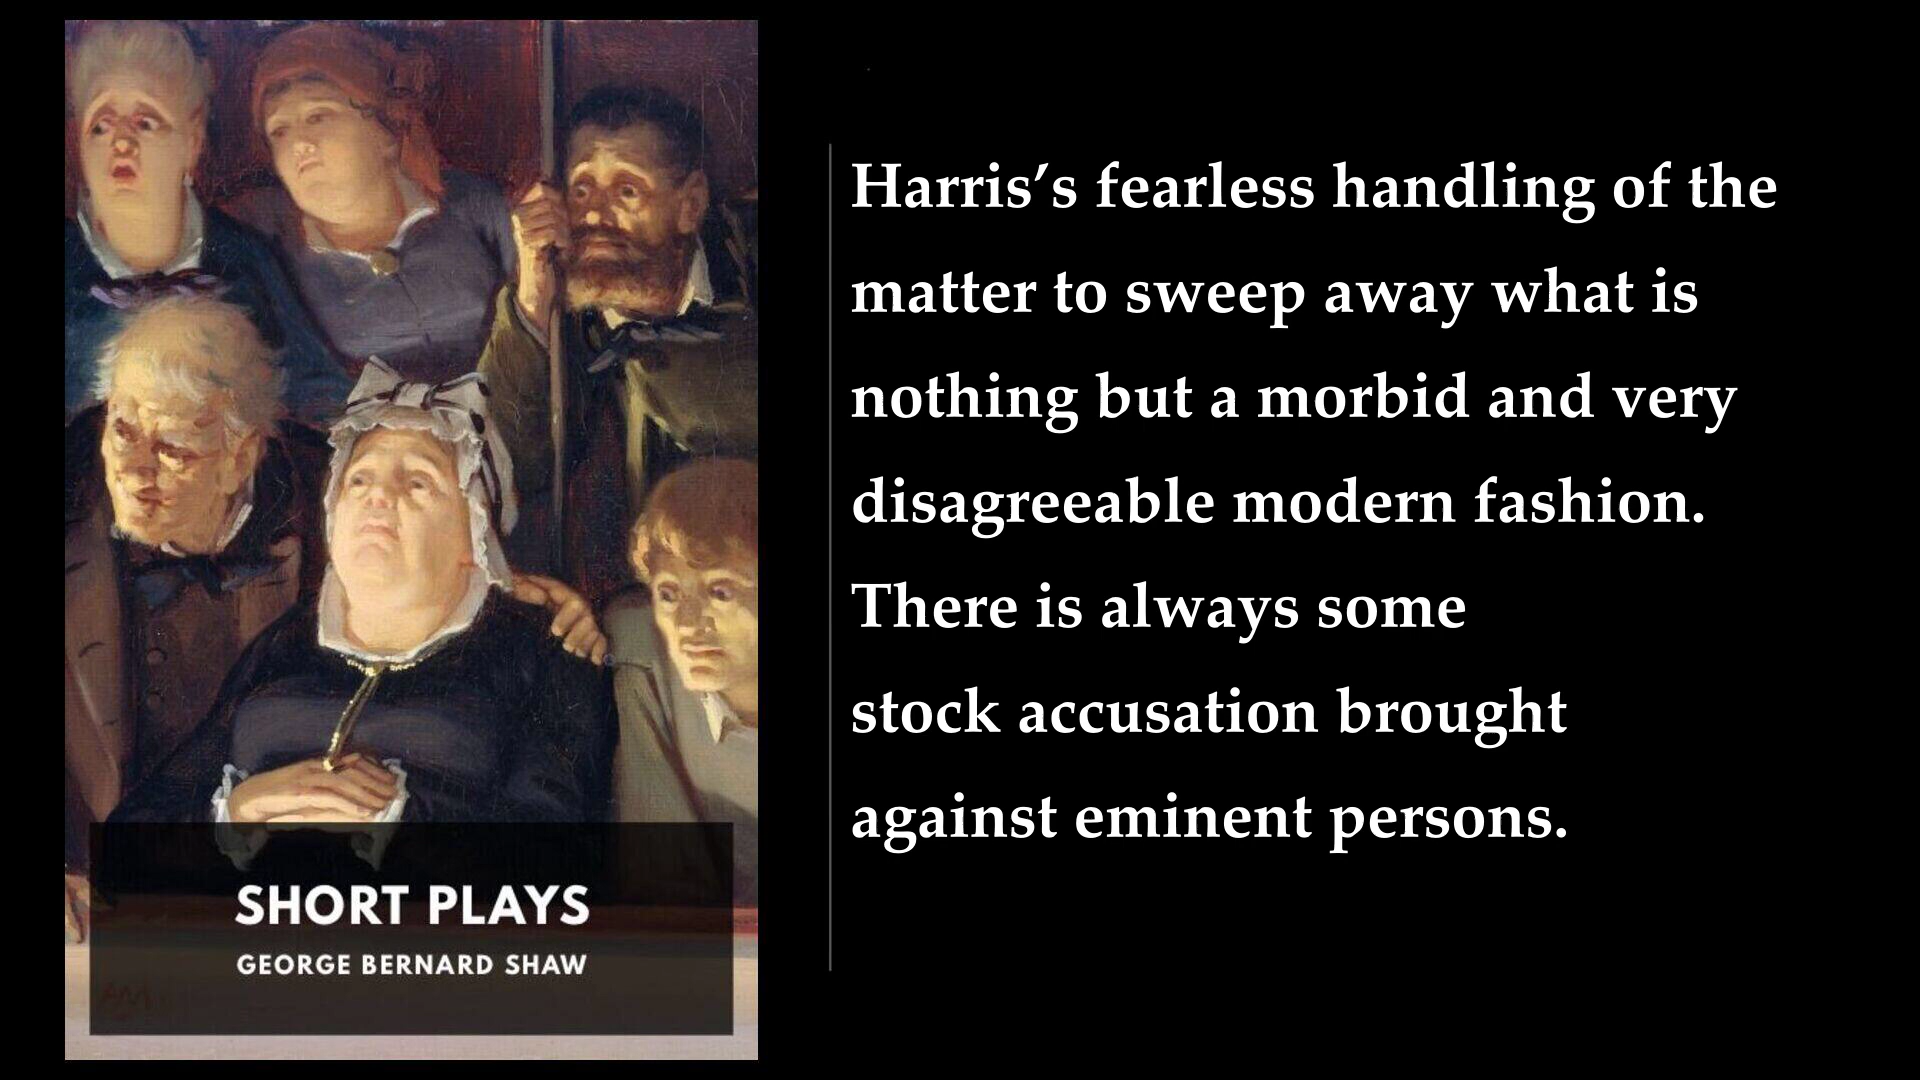 SHORT PLAYS
GEORGE BERNARD SHAW
Harris’s fearless handling of the
matter to sweep away what is
nothing but a morbid and very
disagreeable modern fashion.
There is always some
stock accusation brought
against eminent persons.